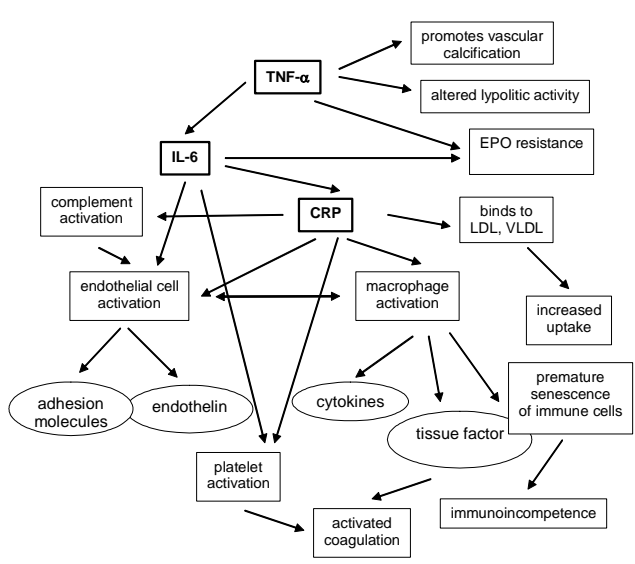 promotes vascular
calcification
TNF-α
altered lypolitic activity
EPO resistance
IL-6
complement
activation
CRP
binds to
LDL, VLDL
endothelial cell
activation
macrophage
activation
increased
uptake
adhesion
molecules
endothelin
cytokines
tissue factor
premature
senescence
of immune cells
platelet
activation
immunoincompetence
activated
coagulation